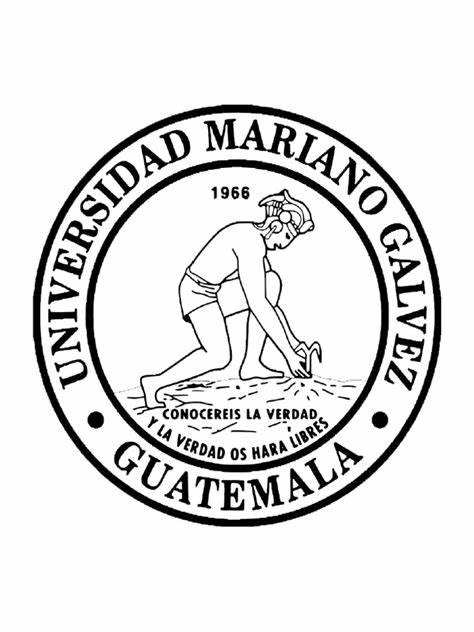 UNIVERSIDAD MARIANO GALVEZ
1966
CONOCEREIS LA VERDAD
Y LA VERDAD OS HARA LIBRES
• GUATEMALA •